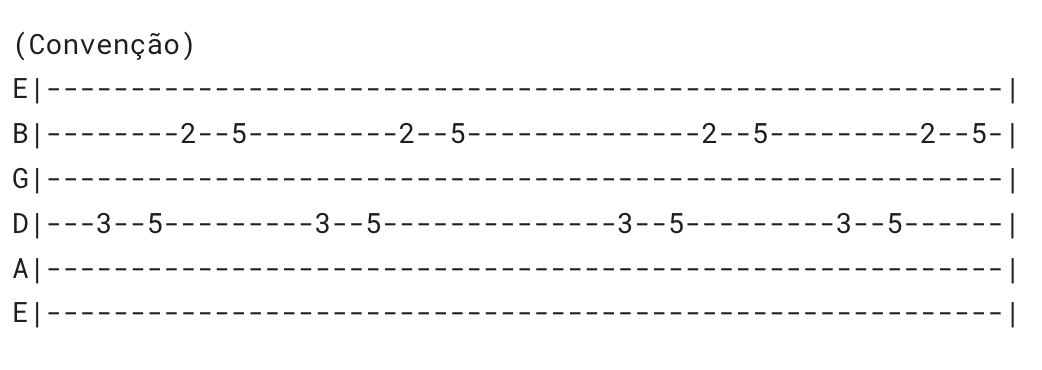 (Convenção)
E|---------------------------------------------------------|
B|--------2--5---------2--5--------------2--5---------2--5-|
G|---------------------------------------------------------|
D|---3--5---------3--5--------------3--5---------3--5------|
A|---------------------------------------------------------|
E|---------------------------------------------------------|